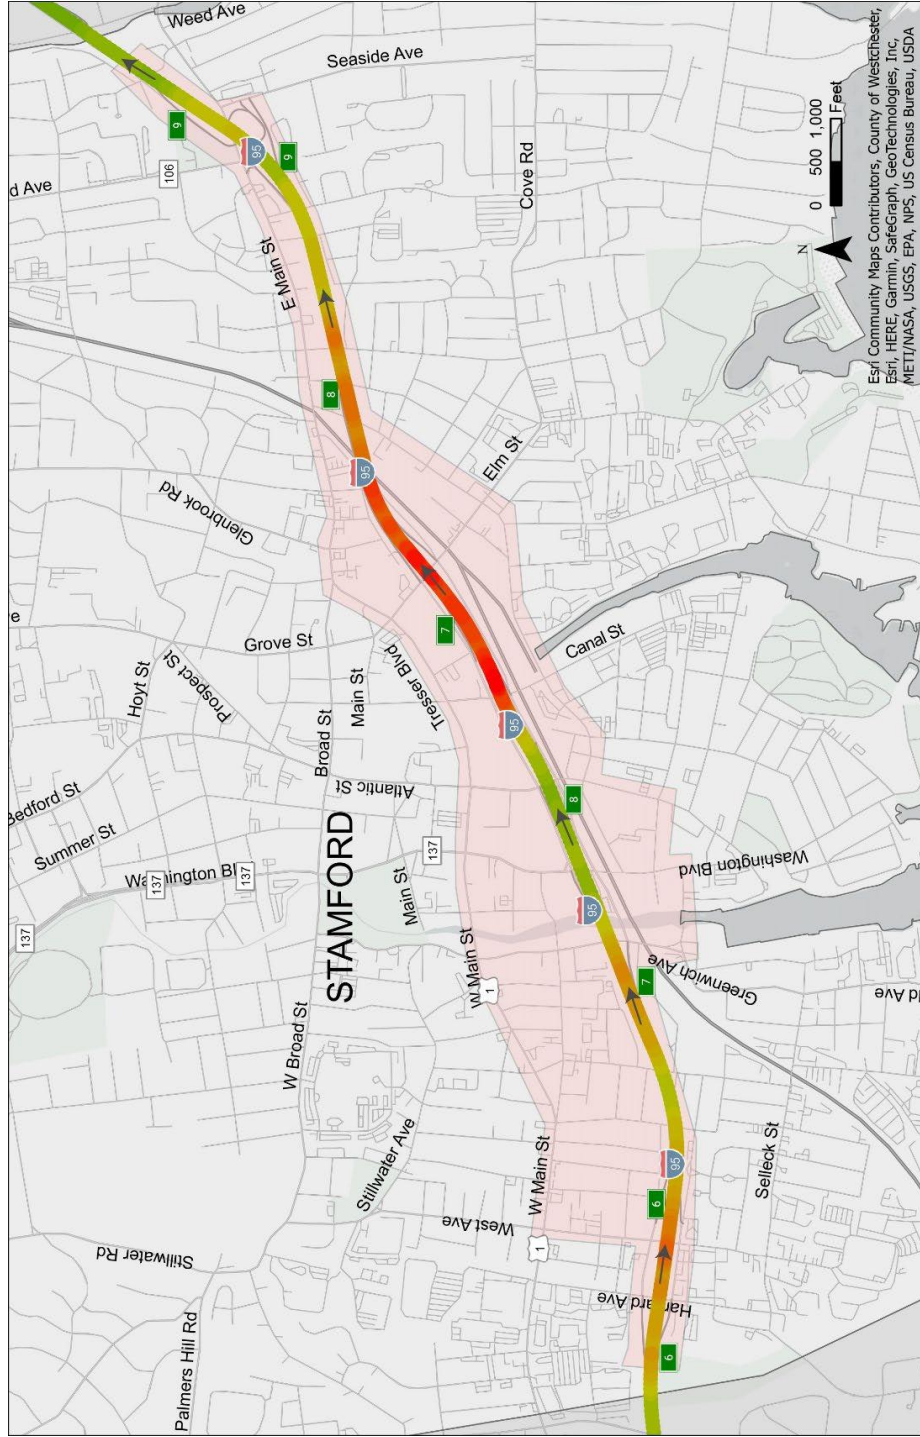 Weed Ave
Seaside Ave
9
106
95
9
d Ave
E Main St
Cove Rd
0 500 1,000
Feet
N
8
95
Glenbrook Rd
Elm St
e
7
Grove St
Tresser Blvd
Canal St
Hoyt St
Prospect St
Main St
Broad St
95
Atlantic St
8
Bedford St
Summer St
137
Washington Bl
137
137
137
STAMFORD
Main St
Washington Blvd
95
W Main St
1
Greenwich Ave
7
ld Ave
W Broad St
Stillwater Ave
W Main St
95
Selleck St
6
West Ave
1
Stillwater Rd
Harvard Ave
6
Palmers Hill Rd
Esri Community Maps Contributors, County of Westchester,
Esri, HERE, Garmin, SafeGraph, GeoTechnologies, Inc,
METI/NASA, USGS, EPA, NPS, US Census Bureau, USDA